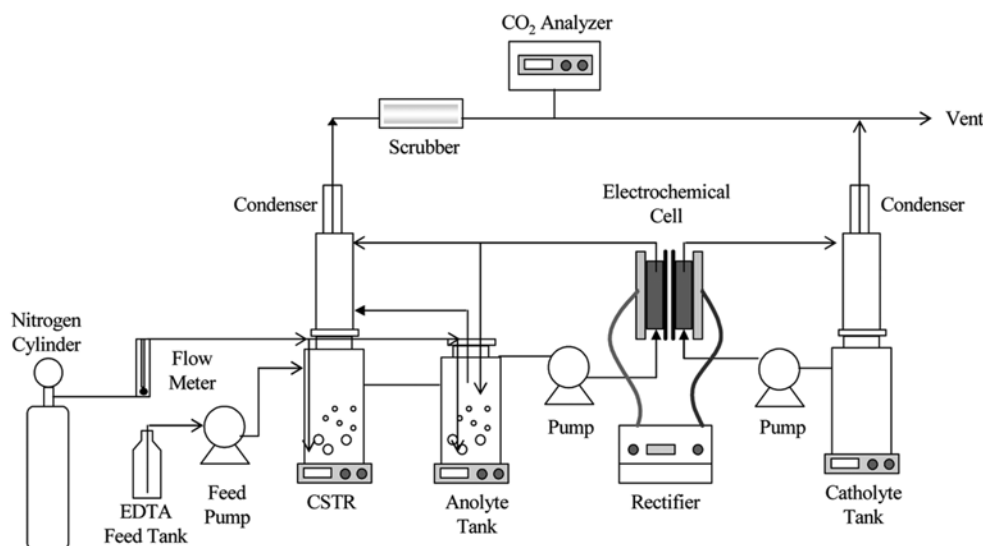 CO₂ Analyzer
Vent
Scrubber
Condenser
Electrochemical
Cell
Condenser
Nitrogen
Cylinder
Flow
Meter
Pump
Pump
EDTA
Feed Tank
Feed
Pump
CSTR
Anolyte
Tank
Rectifier
Catholyte
Tank